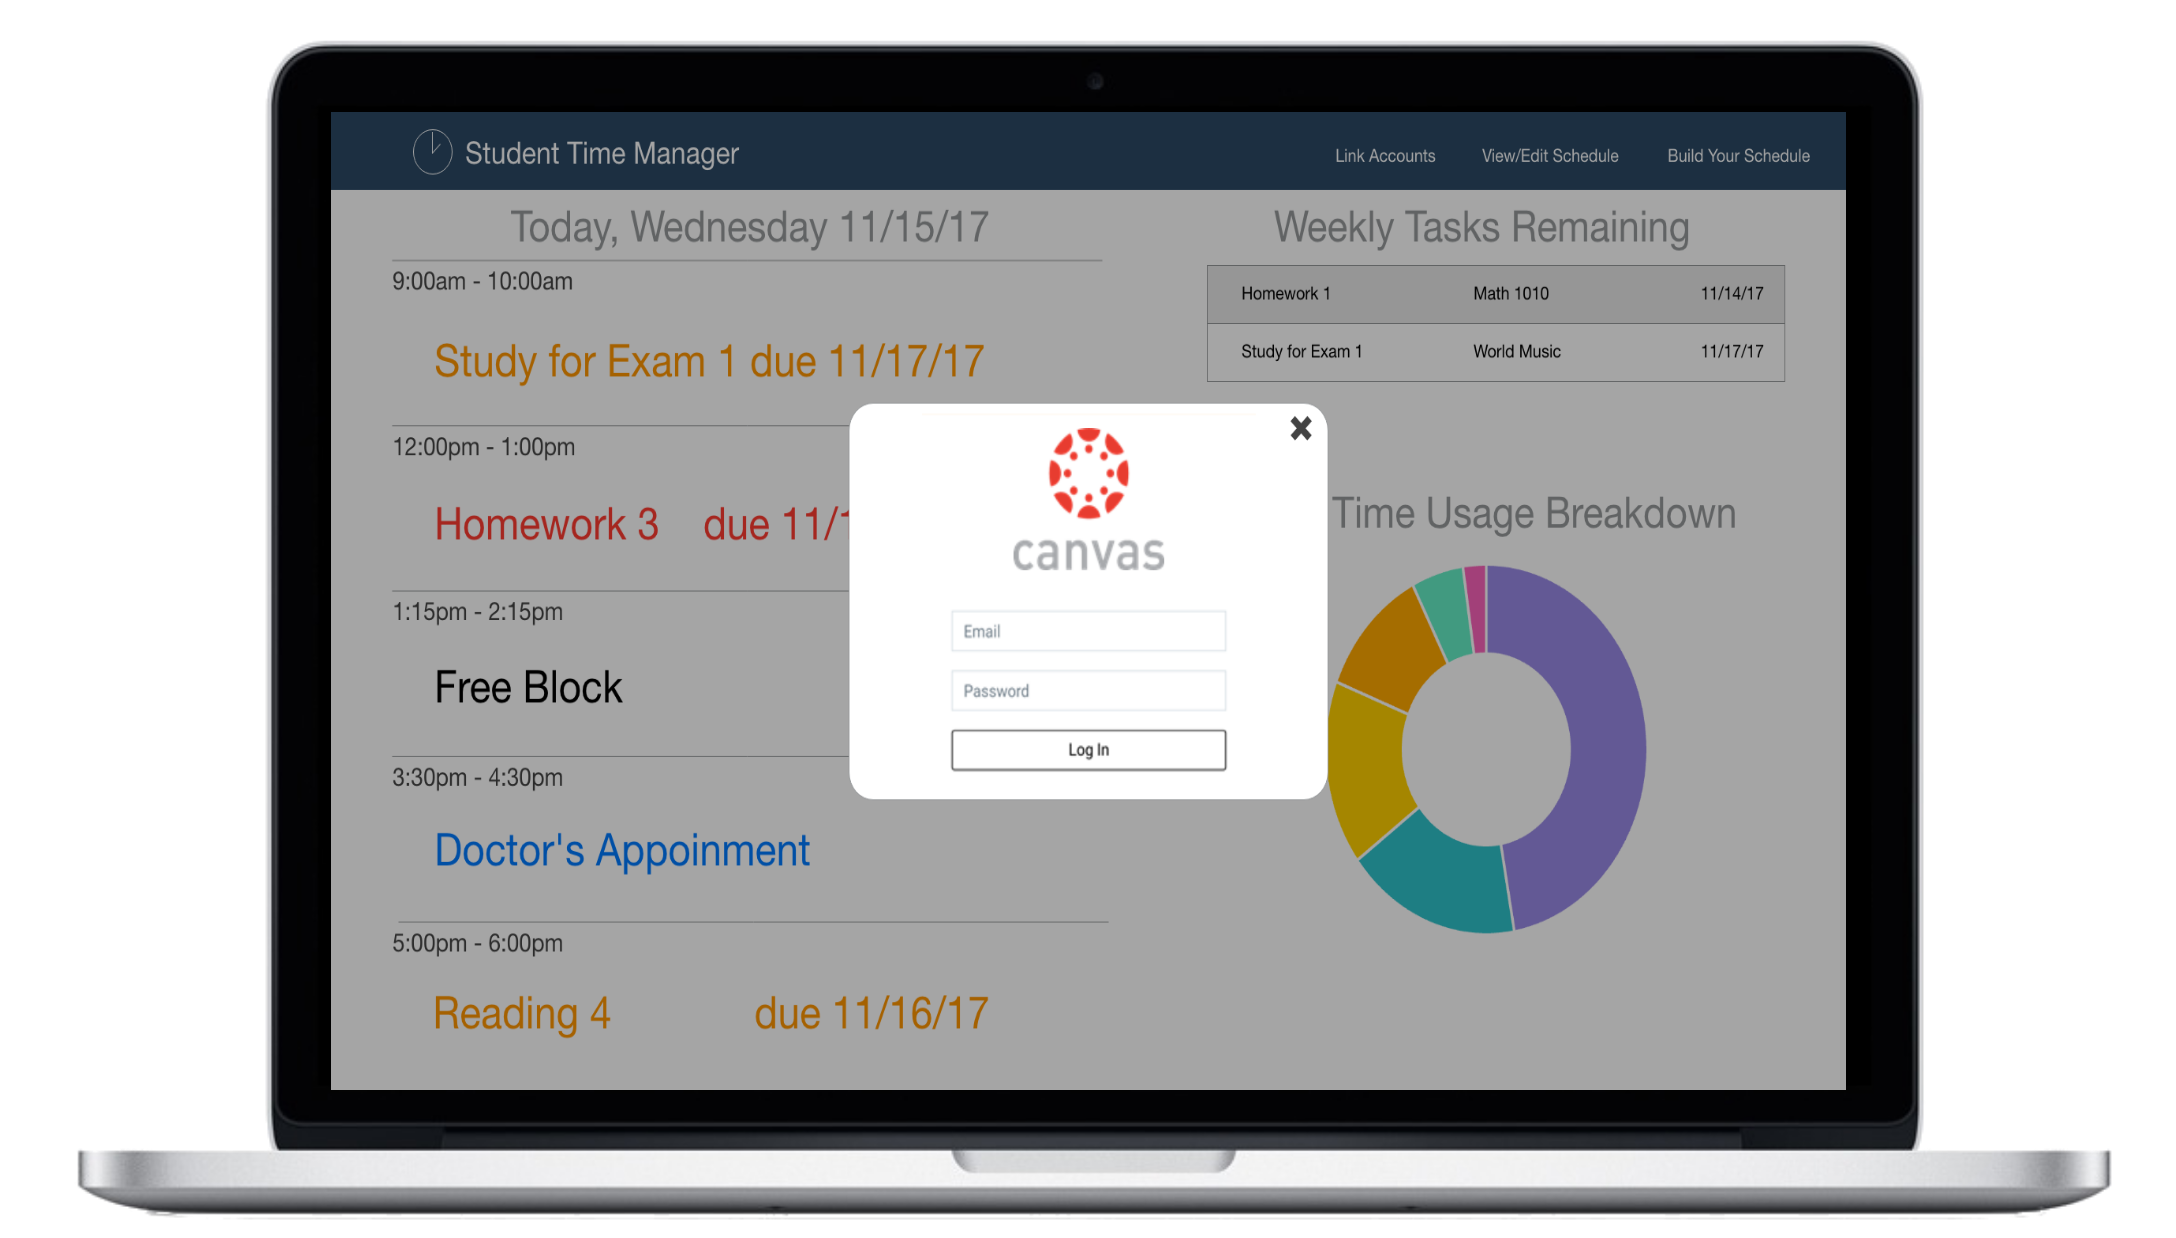 Student Time Manager
Link Accounts
View/Edit Schedule
Build Your Schedule
Today, Wednesday 11/15/17
9:00am - 10:00am
Study for Exam 1 due 11/17/17
12:00pm - 1:00pm
Homework 3 due 11/1
1:15pm - 2:15pm
Free Block
3:30pm - 4:30pm
Doctor's Appoinment
5:00pm - 6:00pm
Reading 4 due 11/16/17
Weekly Tasks Remaining
Homework 1 Math 1010 11/14/17
Study for Exam 1 World Music 11/17/17
Time Usage Breakdown
canvas
Email
Password
Log In